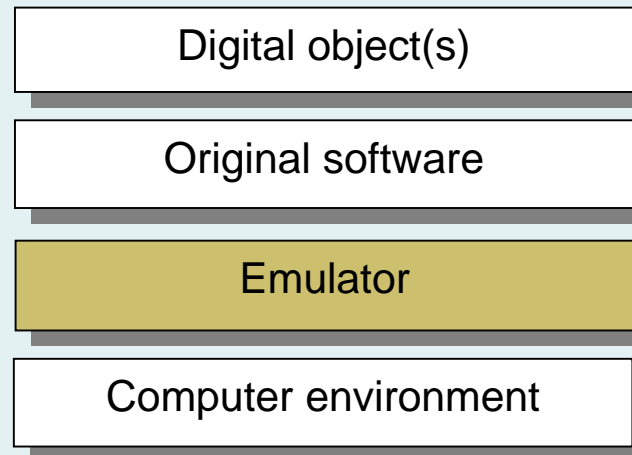 Digital object(s)
Original software
Emulator
Computer environment